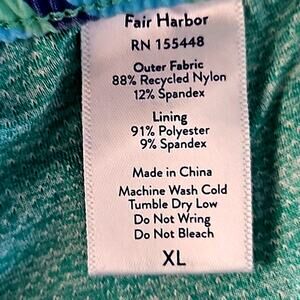 Fair Harbor
RN 155448
Outer Fabric
88% Recycled Nylon
12% Spandex
Lining
91% Polyester
9% Spandex
Made in China
Machine Wash Cold
Tumble Dry Low
Do Not Wring
Do Not Bleach
XL